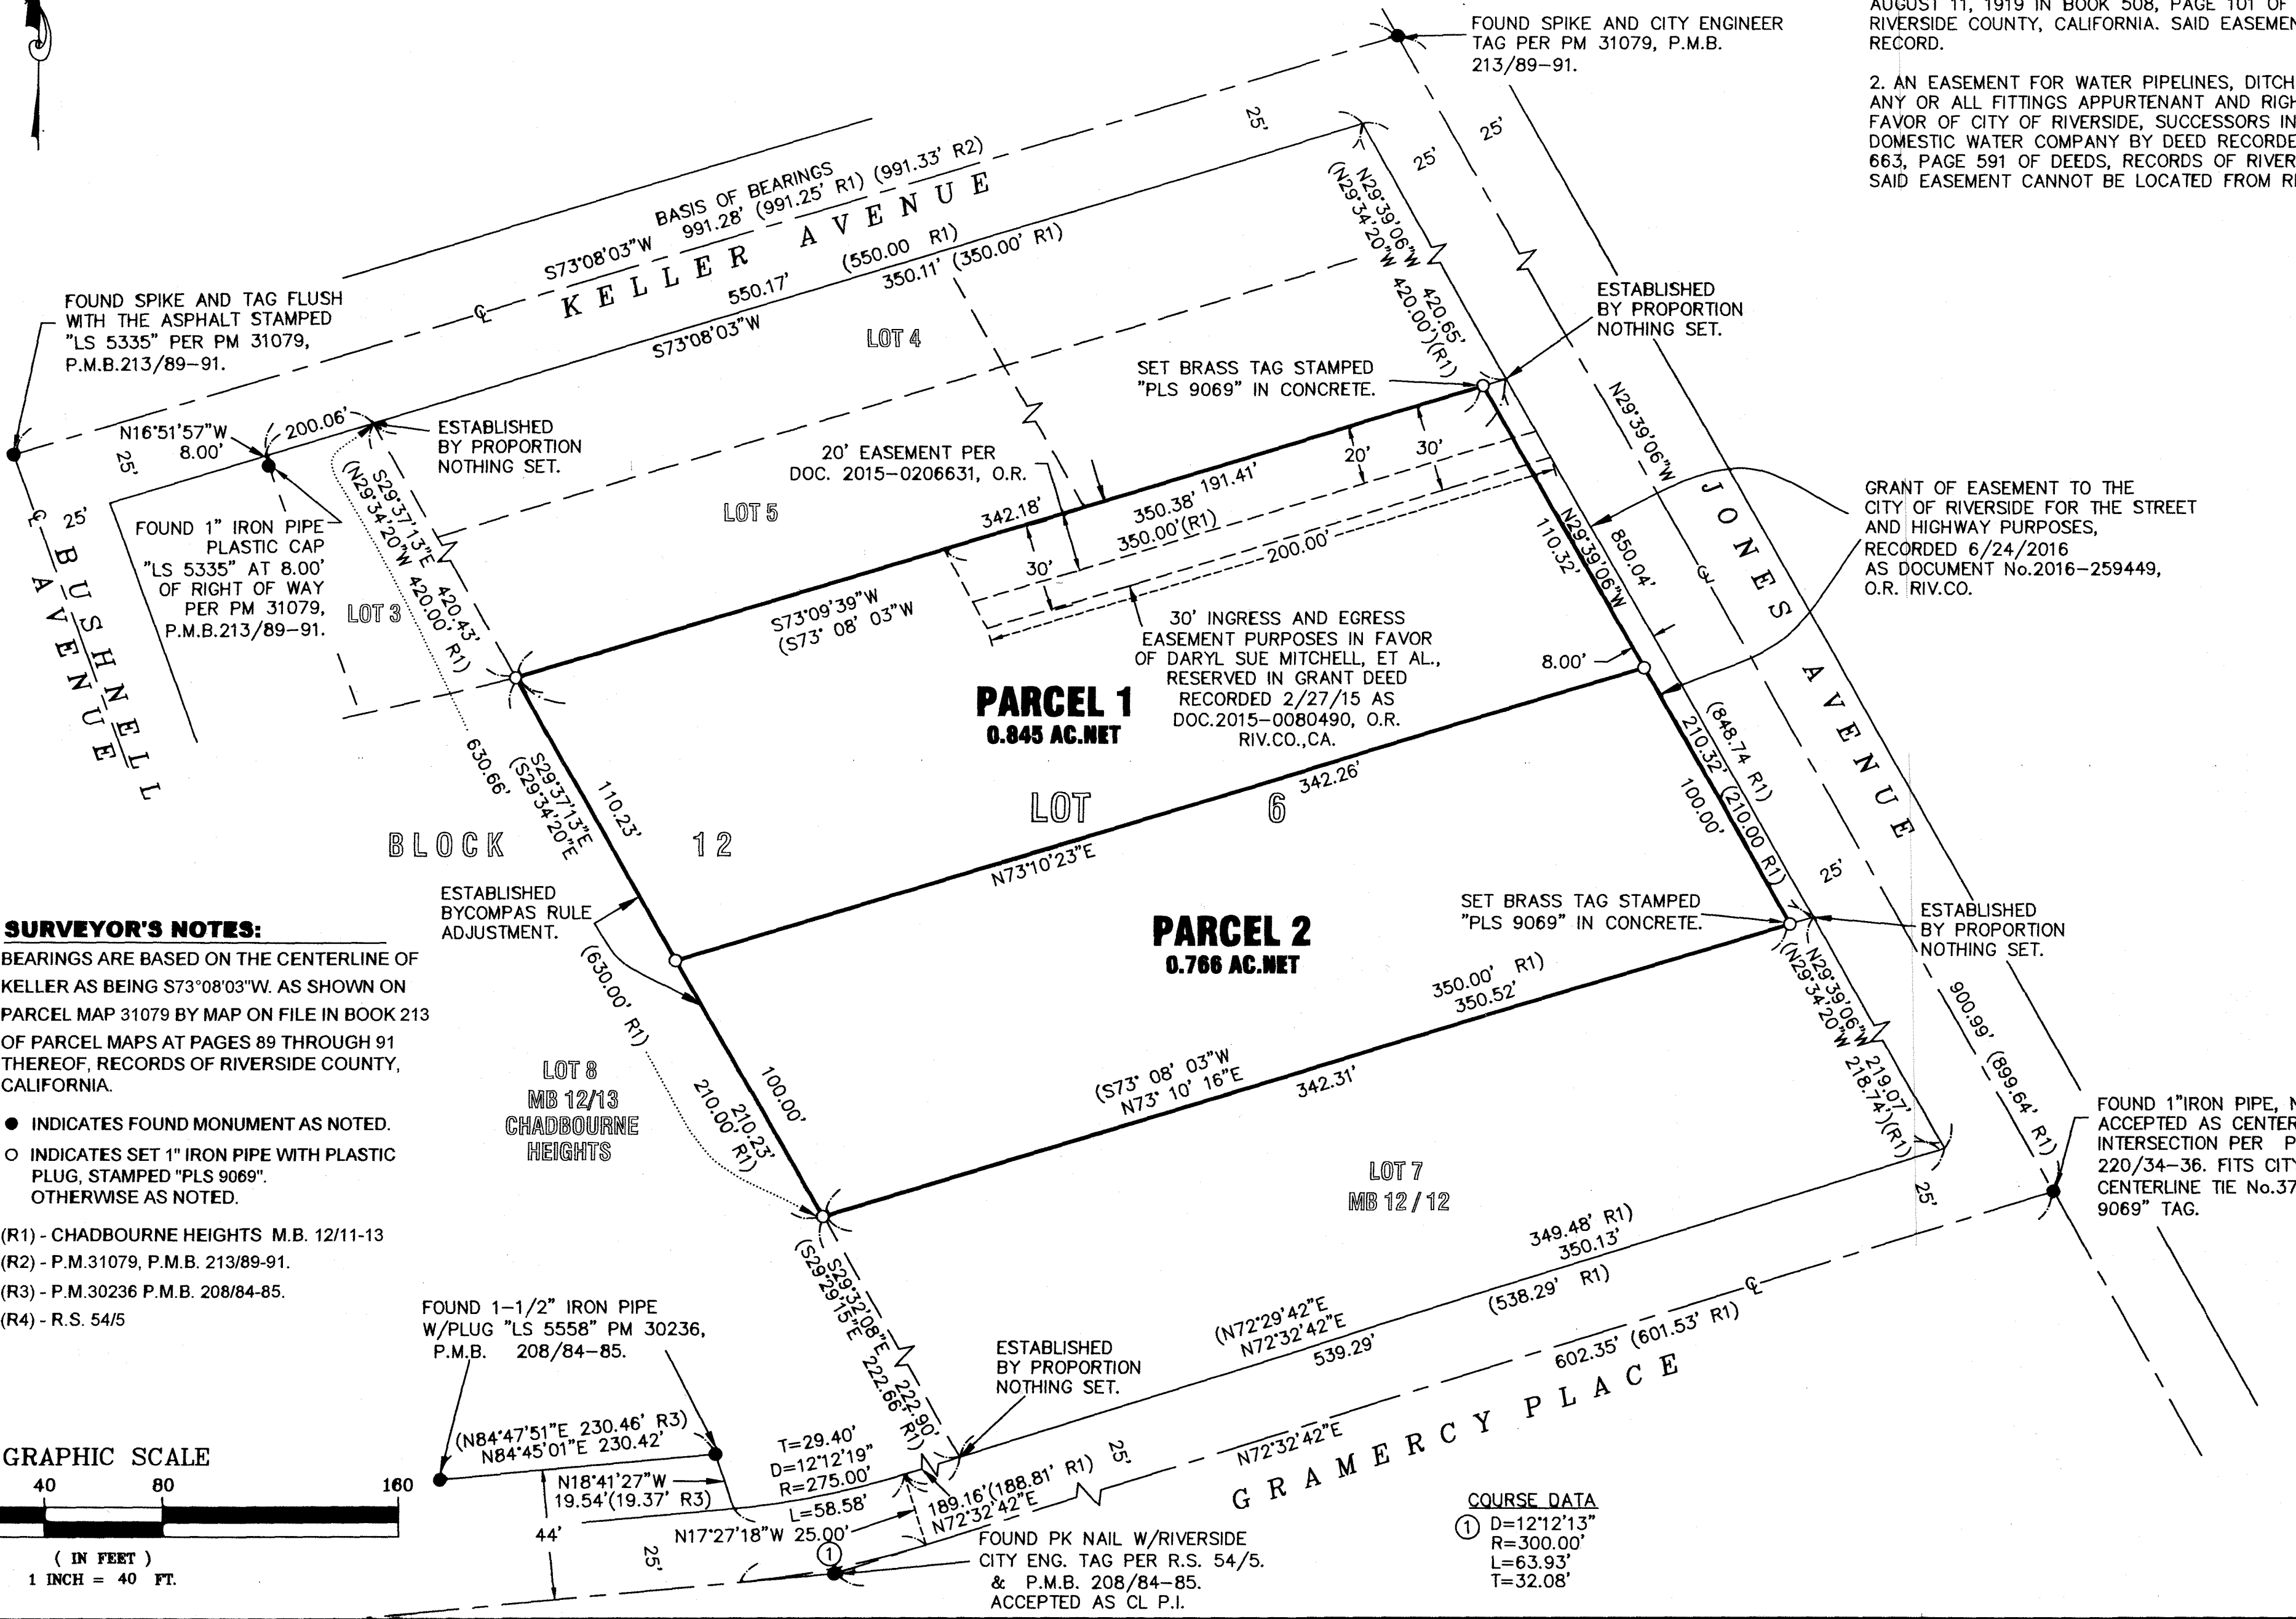 AUGUST 11, 1919 IN BOOK 508, PAGE 101 OF
RIVERSIDE COUNTY, CALIFORNIA. SAID EASEMEN
RECORD.
2. AN EASEMENT FOR WATER PIPELINES, DITCH
ANY OR ALL FITTINGS APPURTENANT AND RIGH
FAVOR OF CITY OF RIVERSIDE, SUCCESSORS IN
DOMESTIC WATER COMPANY BY DEED RECORDE
663, PAGE 591 OF DEEDS, RECORDS OF RIVER
SAID EASEMENT CANNOT BE LOCATED FROM R
FOUND SPIKE AND CITY ENGINEER
TAG PER PM 31079, P.M.B.
213/89-91.
25'
25'
25'
BASIS OF BEARINGS
S73°08'03"W 991.28' (991.25' R1) (991.33' R2)
℄ KELLER AVENUE
550.17' (550.00 R1)
350.11' (350.00' R1)
S73°08'03"W
LOT 4
N29°39'06"W 420.65'
(N29°34'20"W 420.00')(R1)
FOUND SPIKE AND TAG FLUSH
WITH THE ASPHALT STAMPED
"LS 5335" PER PM 31079,
P.M.B.213/89-91.
N16°51'57"W
8.00'
200.06'
25'
ESTABLISHED
BY PROPORTION
NOTHING SET.
ESTABLISHED
BY PROPORTION
NOTHING SET.
SET BRASS TAG STAMPED
"PLS 9069" IN CONCRETE.
20' EASEMENT PER
DOC. 2015-0206631, O.R.
LOT 5
20'
30'
342.18'
350.38' 191.41'
350.00'(R1)
200.00'
30'
S73°09'39"W
(S73° 08' 03"W
℄ 25'
BUSHNELL
AVENUE
FOUND 1" IRON PIPE
PLASTIC CAP
"LS 5335" AT 8.00'
OF RIGHT OF WAY
PER PM 31079,
P.M.B.213/89-91.
LOT 3
S29°37'13"E 420.43'
(N29°34'20"W 420.00' R1)
N29°39'06"W
110.32'
850.04'
N29°39'06"W
℄
JONES AVENUE
GRANT OF EASEMENT TO THE
CITY OF RIVERSIDE FOR THE STREET
AND HIGHWAY PURPOSES,
RECORDED 6/24/2016
AS DOCUMENT No.2016-259449,
O.R. RIV.CO.
30' INGRESS AND EGRESS
EASEMENT PURPOSES IN FAVOR
OF DARYL SUE MITCHELL, ET AL.,
RESERVED IN GRANT DEED
RECORDED 2/27/15 AS
DOC.2015-0080490, O.R.
RIV.CO.,CA.
8.00'
PARCEL 1
0.845 AC.NET
630.66'
S29°37'13"E
(S29°34'20"E
110.23'
342.26'
N73°10'23"E
LOT 6
BLOCK 12
(848.74 R1)
210.32' (210.00 R1)
100.00'
25'
ESTABLISHED
BYCOMPAS RULE
ADJUSTMENT.
SET BRASS TAG STAMPED
"PLS 9069" IN CONCRETE.
ESTABLISHED
BY PROPORTION
NOTHING SET.
PARCEL 2
0.766 AC.NET
SURVEYOR'S NOTES:
BEARINGS ARE BASED ON THE CENTERLINE OF
KELLER AS BEING S73°08'03"W. AS SHOWN ON
PARCEL MAP 31079 BY MAP ON FILE IN BOOK 213
OF PARCEL MAPS AT PAGES 89 THROUGH 91
THEREOF, RECORDS OF RIVERSIDE COUNTY,
CALIFORNIA.
● INDICATES FOUND MONUMENT AS NOTED.
○ INDICATES SET 1" IRON PIPE WITH PLASTIC
PLUG, STAMPED "PLS 9069".
OTHERWISE AS NOTED.
(R1) - CHADBOURNE HEIGHTS M.B. 12/11-13
(R2) - P.M.31079, P.M.B. 213/89-91.
(R3) - P.M.30236 P.M.B. 208/84-85.
(R4) - R.S. 54/5
(630.00' R1)
100.00'
210.23'
210.00' R1)
LOT 8
MB 12/13
CHADBOURNE
HEIGHTS
350.00' R1)
350.52'
(S73° 08' 03"W
N73° 10' 16"E
342.31'
N29°39'06"W 219.07'
(N29°34'20"W 218.74')(R1)
900.99' (899.64' R1)
25'
FOUND 1"IRON PIPE, N
ACCEPTED AS CENTER
INTERSECTION PER P
220/34-36. FITS CIT
CENTERLINE TIE No.37
9069" TAG.
LOT 7
MB 12/12
349.48' R1)
350.13'
(538.29' R1)
(N72°29'42"E
N72°32'42"E
539.29'
602.35' (601.53' R1)
℄
GRAMERCY PLACE
N72°32'42"E
25'
S29°32'08"E 222.90'
(S29°29'15"E 222.66' R1)
ESTABLISHED
BY PROPORTION
NOTHING SET.
FOUND 1-1/2" IRON PIPE
W/PLUG "LS 5558" PM 30236,
P.M.B. 208/84-85.
(N84°47'51"E 230.46' R3)
N84°45'01"E 230.42'
N18°41'27"W
19.54'(19.37' R3)
T=29.40'
D=12°12'19"
R=275.00'
L=58.58'
N17°27'18"W 25.00'
189.16'(188.81' R1)
N72°32'42"E
44'
25'
1
FOUND PK NAIL W/RIVERSIDE
CITY ENG. TAG PER R.S. 54/5.
& P.M.B. 208/84-85.
ACCEPTED AS CL P.I.
COURSE DATA
1 D=12°12'13"
R=300.00'
L=63.93'
T=32.08'
GRAPHIC SCALE
40 80 160
( IN FEET )
1 INCH = 40 FT.